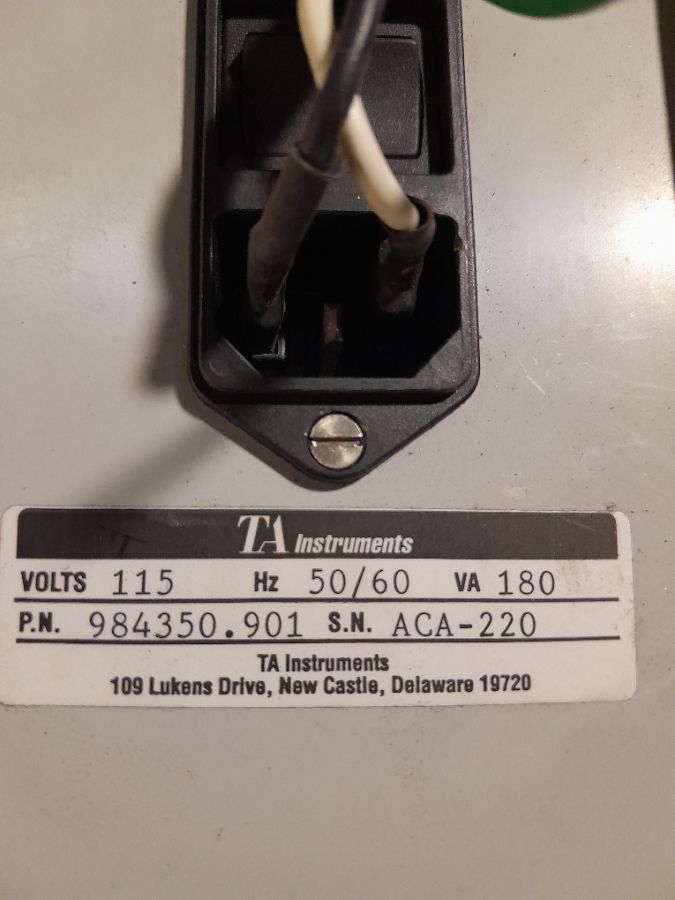 TA Instruments
VOLTS 115 Hz 50/60 VA 180
P.N. 984350.901 S.N. ACA-220
TA Instruments
109 Lukens Drive, New Castle, Delaware 19720